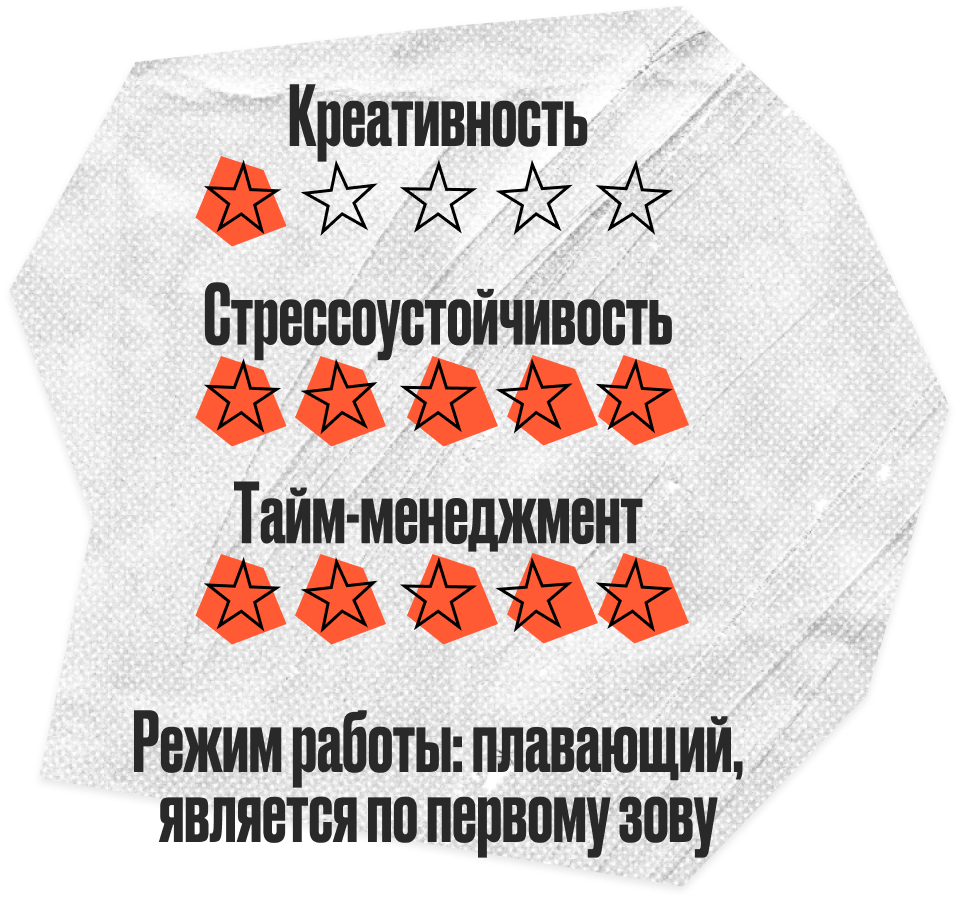 Креативность
Стрессоустойчивость
Тайм-менеджмент
Режим работы: плавающий,
является по первому зову